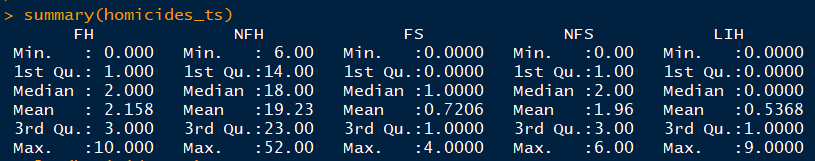 > summary(homicides_ts)
       FH              NFH              FS              NFS            LIH
 Min.   : 0.000   Min.   : 6.00   Min.   :0.0000   Min.   :0.00   Min.   :0.0000
 1st Qu.: 1.000   1st Qu.:14.00   1st Qu.:0.0000   1st Qu.:1.00   1st Qu.:0.0000
 Median : 2.000   Median :18.00   Median :1.0000   Median :2.00   Median :0.0000
 Mean   : 2.158   Mean   :19.23   Mean   :0.7206   Mean   :1.96   Mean   :0.5368
 3rd Qu.: 3.000   3rd Qu.:23.00   3rd Qu.:1.0000   3rd Qu.:3.00   3rd Qu.:1.0000
 Max.   :10.000   Max.   :52.00   Max.   :4.0000   Max.   :6.00   Max.   :9.0000